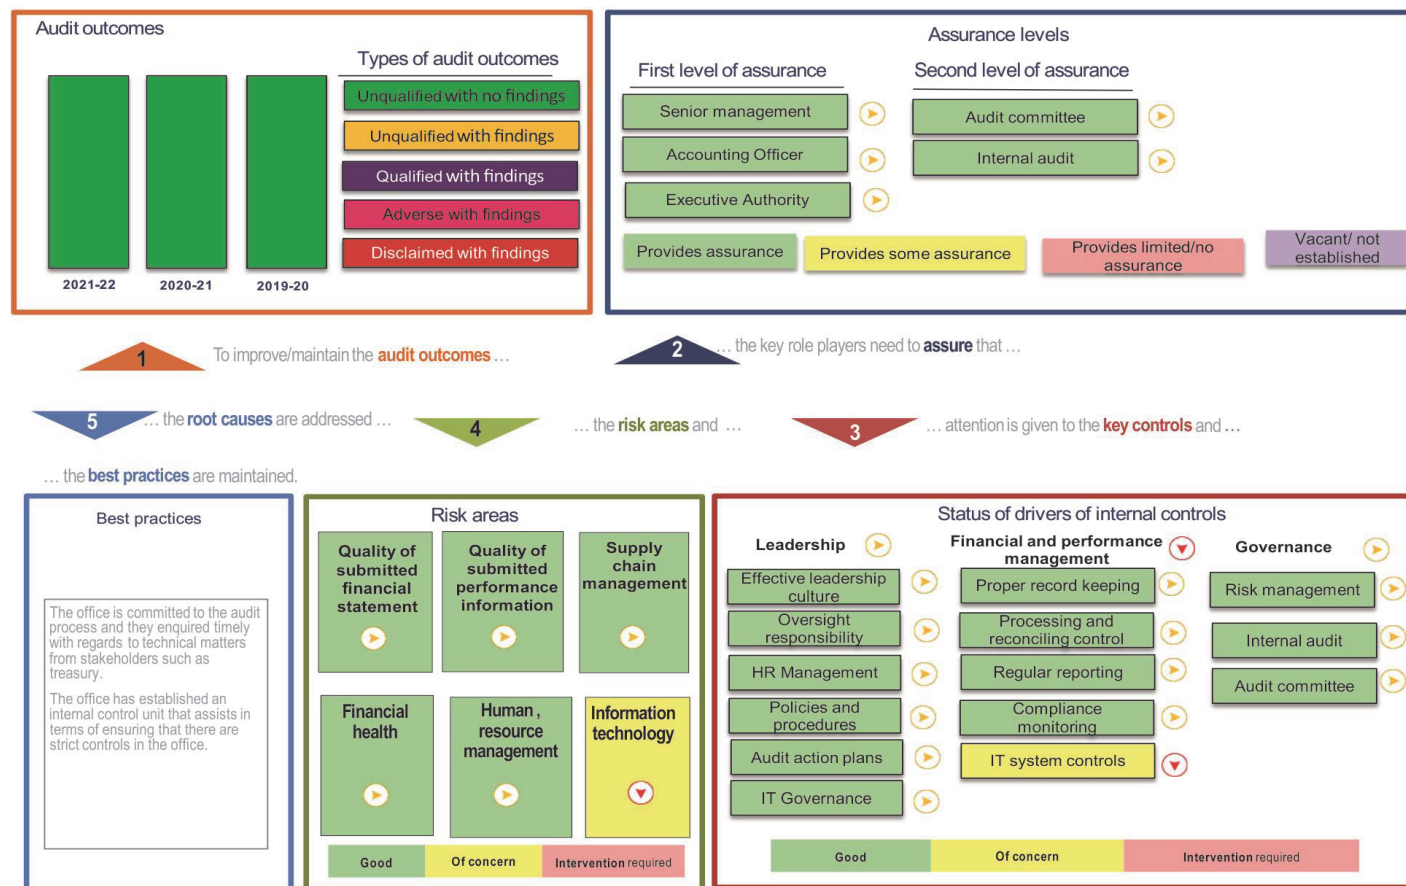 Audit outcomes
Types of audit outcomes
Unqualified with no findings
Unqualified with findings
Qualified with findings
Adverse with findings
Disclaimed with findings
2021-22
2020-21
2019-20
Assurance levels
First level of assurance
Senior management
Accounting Officer
Executive Authority
Second level of assurance
Audit committee
Internal audit
Provides assurance
Provides some assurance
Provides limited/no
assurance
Vacant/ not
established
1
To improve/maintain the audit outcomes ...
2
... the key role players need to assure that ...
5
... the root causes are addressed ...
4
... the risk areas and ...
3
... attention is given to the key controls and ...
... the best practices are maintained.
Best practices
The office is committed to the audit
process and they enquired timely
with regards to technical matters
from stakeholders such as
treasury.
The office has established an
internal control unit that assists in
terms of ensuring that there are
strict controls in the office.
Risk areas
Quality of
submitted
financial
statement
Quality of
submitted
performance
information
Supply
chain
management
Financial
health
Human ,
resource
management
Information
technology
Good
Of concern
Intervention required
Status of drivers of internal controls
Leadership
Effective leadership
culture
Oversight
responsibility
HR Management
Policies and
procedures
Audit action plans
IT Governance
Financial and performance
management
Proper record keeping
Processing and
reconciling control
Regular reporting
Compliance
monitoring
IT system controls
Governance
Risk management
Internal audit
Audit committee
Good
Of concern
Intervention required